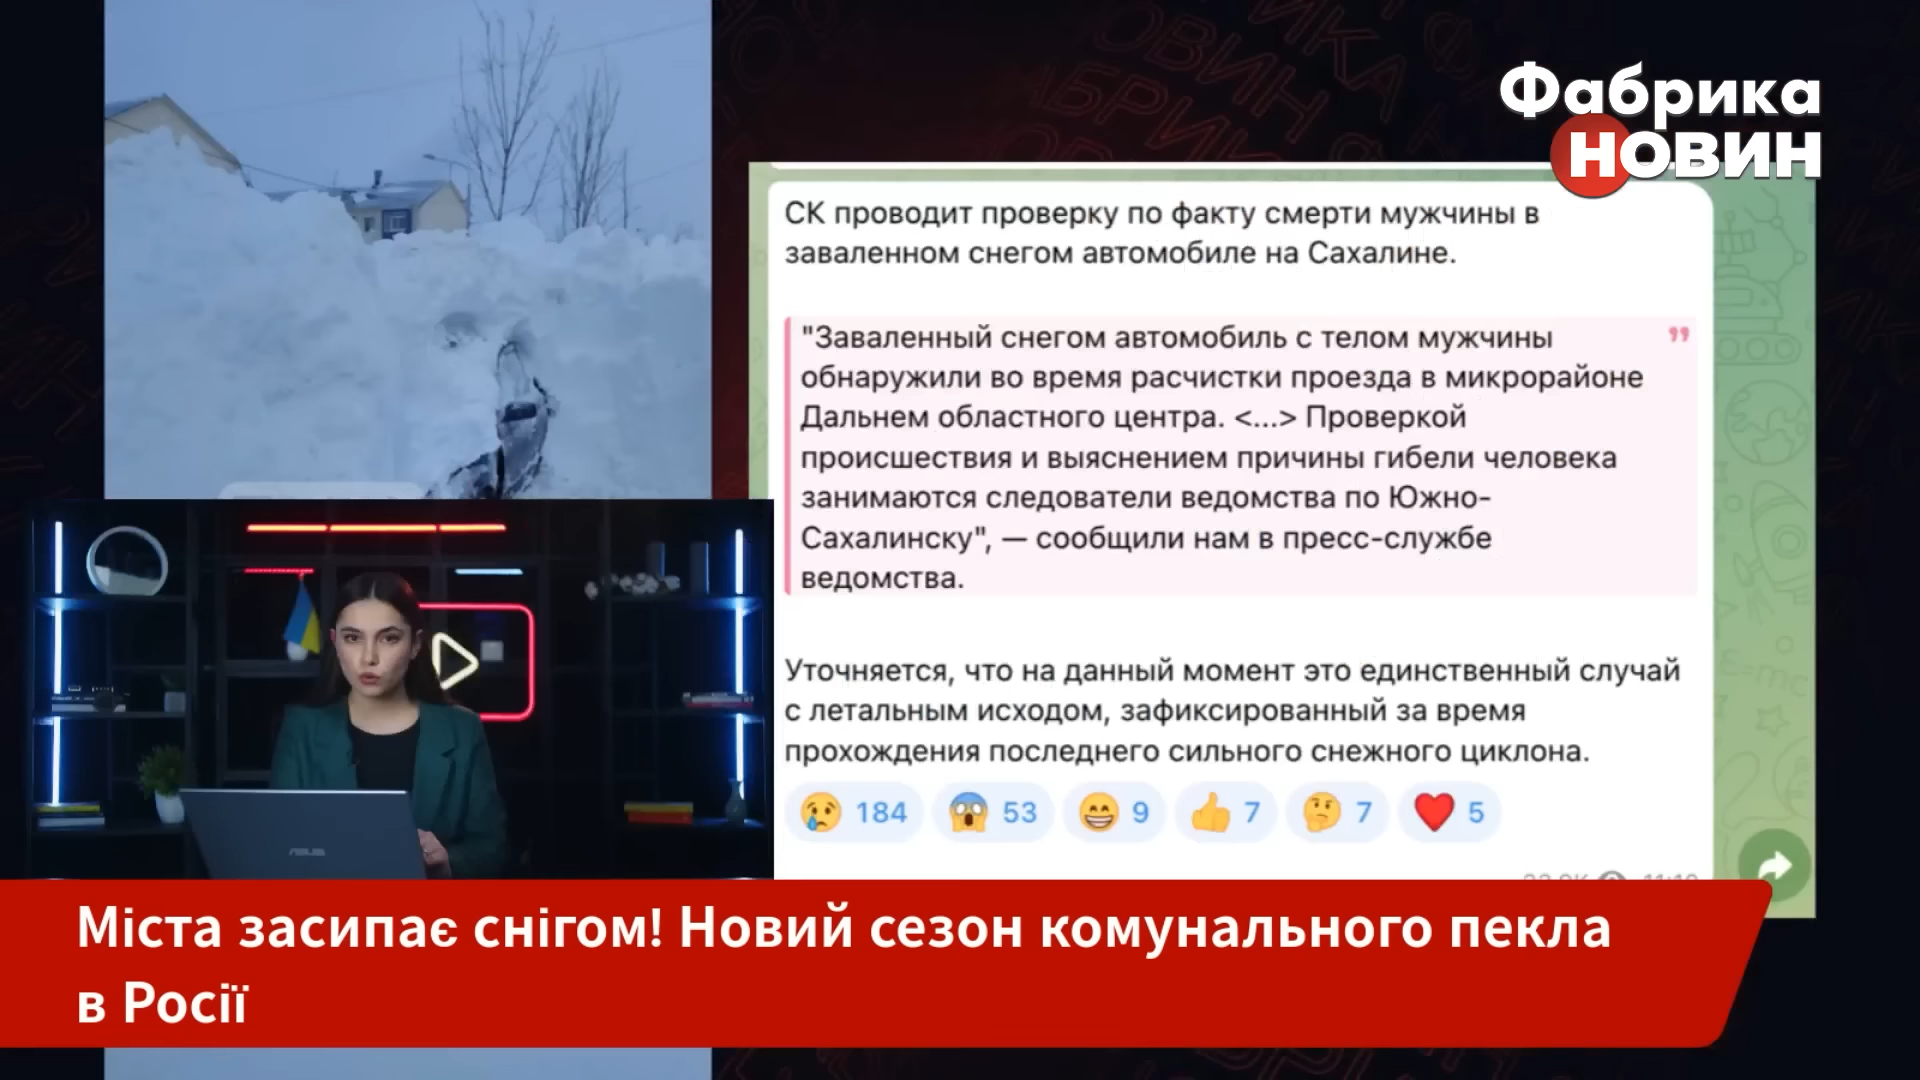 Фабрика
НОВИН
СК проводит проверку по факту смерти мужчины в
заваленном снегом автомобиле на Сахалине.
"Заваленный снегом автомобиль с телом мужчины
обнаружили во время расчистки проезда в микрорайоне
Дальнем областного центра. <...> Проверкой
происшествия и выяснением причины гибели человека
занимаются следователи ведомства по Южно-
Сахалинску", — сообщили нам в пресс-службе
ведомства.
Уточняется, что на данный момент это единственный случай
с летальным исходом, зафиксированный за время
прохождения последнего сильного снежного циклона.
184 53 9 7 7 5
ASUS
Міста засипає снігом! Новий сезон комунального пекла
в Росії